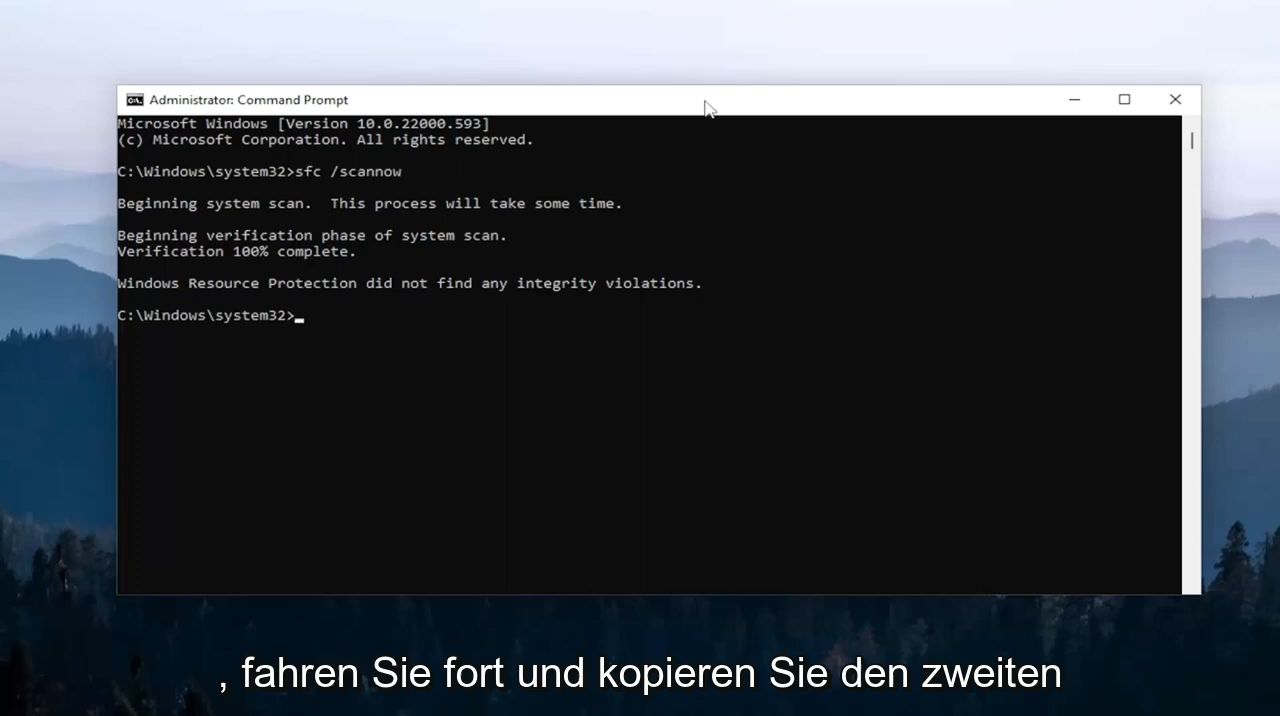 Administrator: Command Prompt
Microsoft Windows [Version 10.0.22000.593]
(c) Microsoft Corporation. All rights reserved.
C:\Windows\system32>sfc /scannow
Beginning system scan.  This process will take some time.
Beginning verification phase of system scan.
Verification 100% complete.
Windows Resource Protection did not find any integrity violations.
C:\Windows\system32>
, fahren Sie fort und kopieren Sie den zweiten